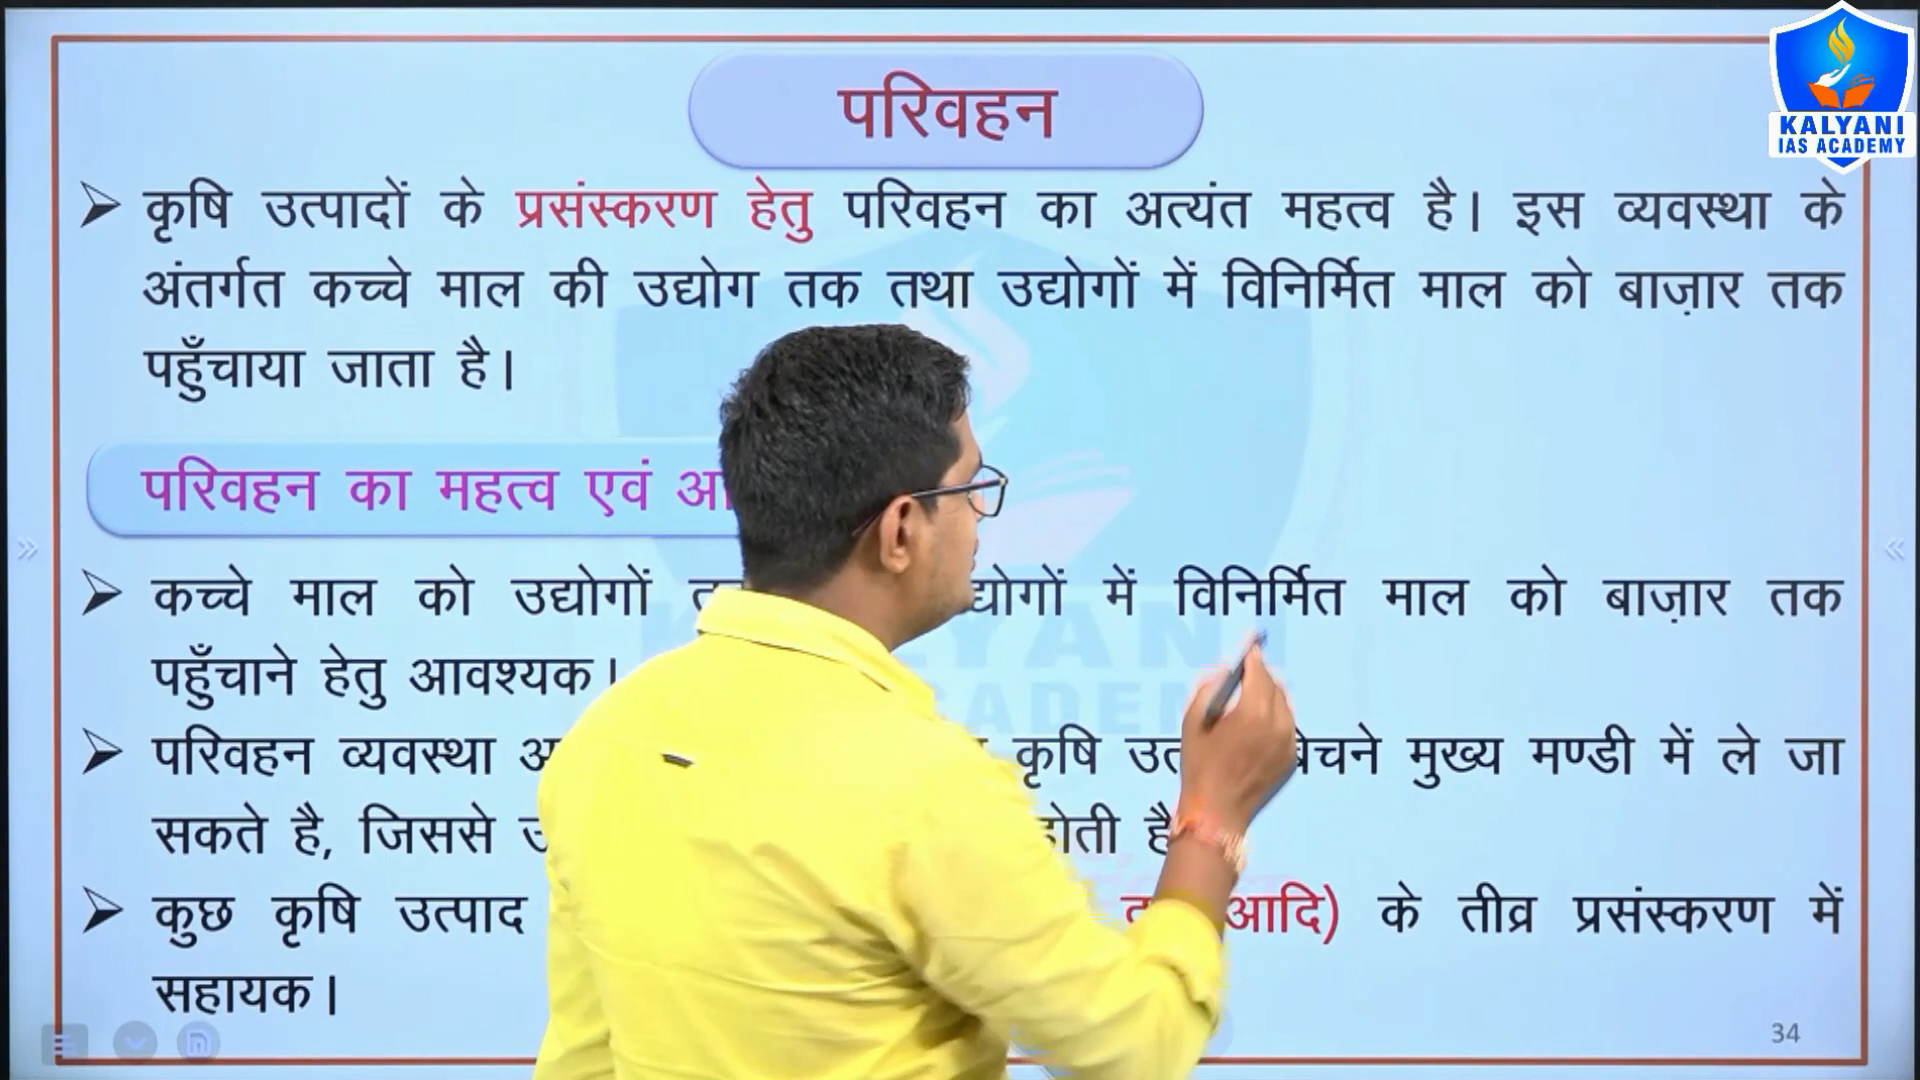 KALYANI
IAS ACADEMY
परिवहन
कृषि उत्पादों के प्रसंस्करण हेतु परिवहन का अत्यंत महत्व है। इस व्यवस्था के
अंतर्गत कच्चे माल की उद्योग तक तथा उद्योगों में विनिर्मित माल को बाज़ार तक
पहुँचाया जाता है।
परिवहन का महत्व एवं
कच्चे माल को उद्योगों में विनिर्मित माल को बाज़ार तक
पहुँचाने हेतु आवश्यक।
परिवहन व्यवस्था कृषि बेचने मुख्य मण्डी में ले जा
सकते है, जिससे होती है
कुछ कृषि उत्पाद आदि) के तीव्र प्रसंस्करण में
सहायक।
34